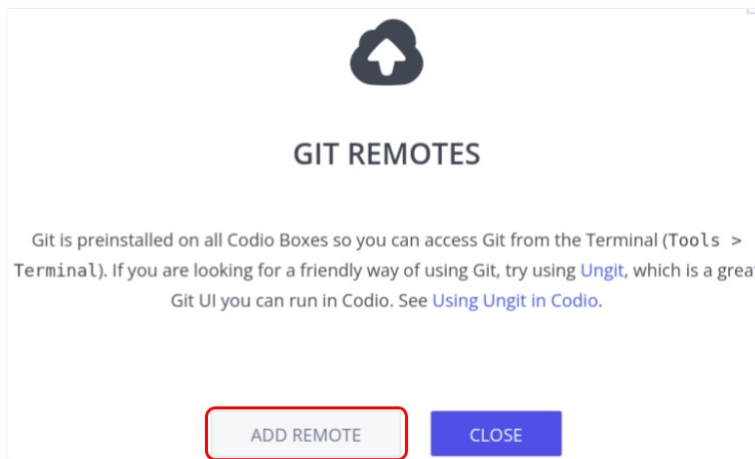 GIT REMOTES
Git is preinstalled on all Codio Boxes so you can access Git from the Terminal (Tools >
Terminal). If you are looking for a friendly way of using Git, try using Ungit, which is a grea
Git UI you can run in Codio. See Using Ungit in Codio.
ADD REMOTE
CLOSE